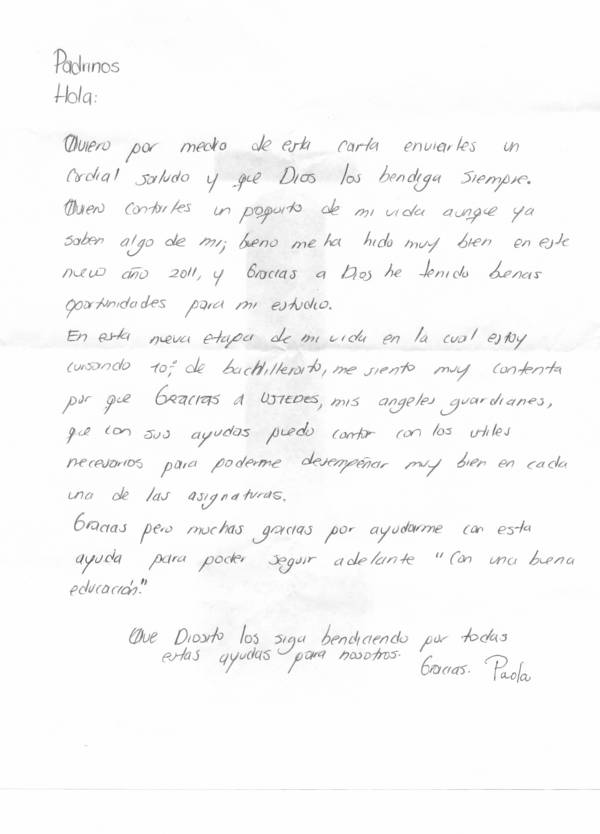 Padrinos
Hola:
Quiero por medio de esta carta enviarles un
Cordial saludo y que Dios los bendiga siempre.
Quiero contarles un poquito de mi vida aunque ya
saben algo de mi; bueno me ha hido muy bien en este
nuevo año 2011, y Gracias a Dios he tenido buenas
oportunidades para mi estudio.
En esta nueva etapa de mi vida en la cual estoy
cursando 10;° de bachillerato, me siento muy contenta
por que GRACIAS A USTEDES, mis angeles guardianes,
que con sus ayudas puedo contar con los utiles
necesarios para poderme desempeñar muy bien en cada
una de las asignaturas.
Gracias pero muchas gracias por ayudarme con esta
ayuda para poder seguir adelante "Con una buena
educación."
Que Diosito los siga bendiciendo por todas
estas ayudas para nosotros.
Gracias. Paola